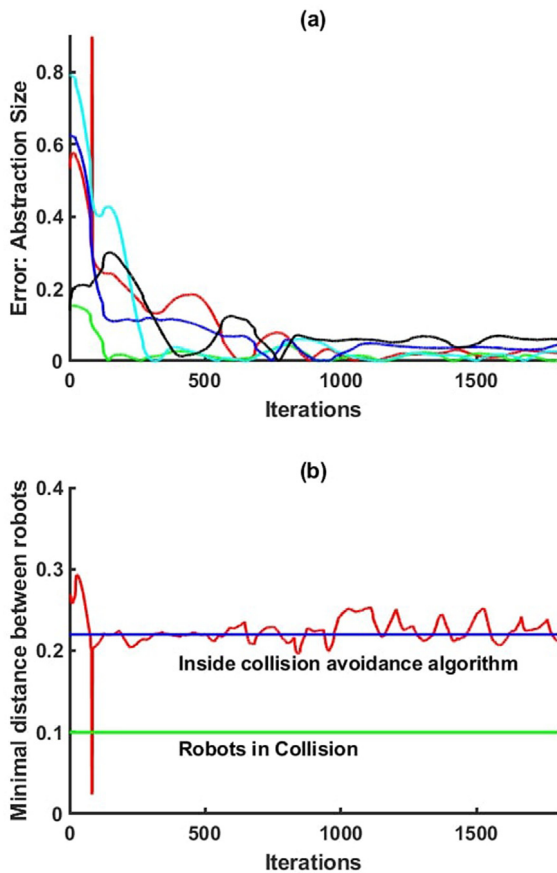 (a)
Error: Abstraction Size
0.8
0.6
0.4
0.2
0
0 500 1000 1500
Iterations
(b)
Minimal distance between robots
0.4
0.3
0.2
0.1
0
Inside collision avoidance algorithm
Robots in Collision
0 500 1000 1500
Iterations